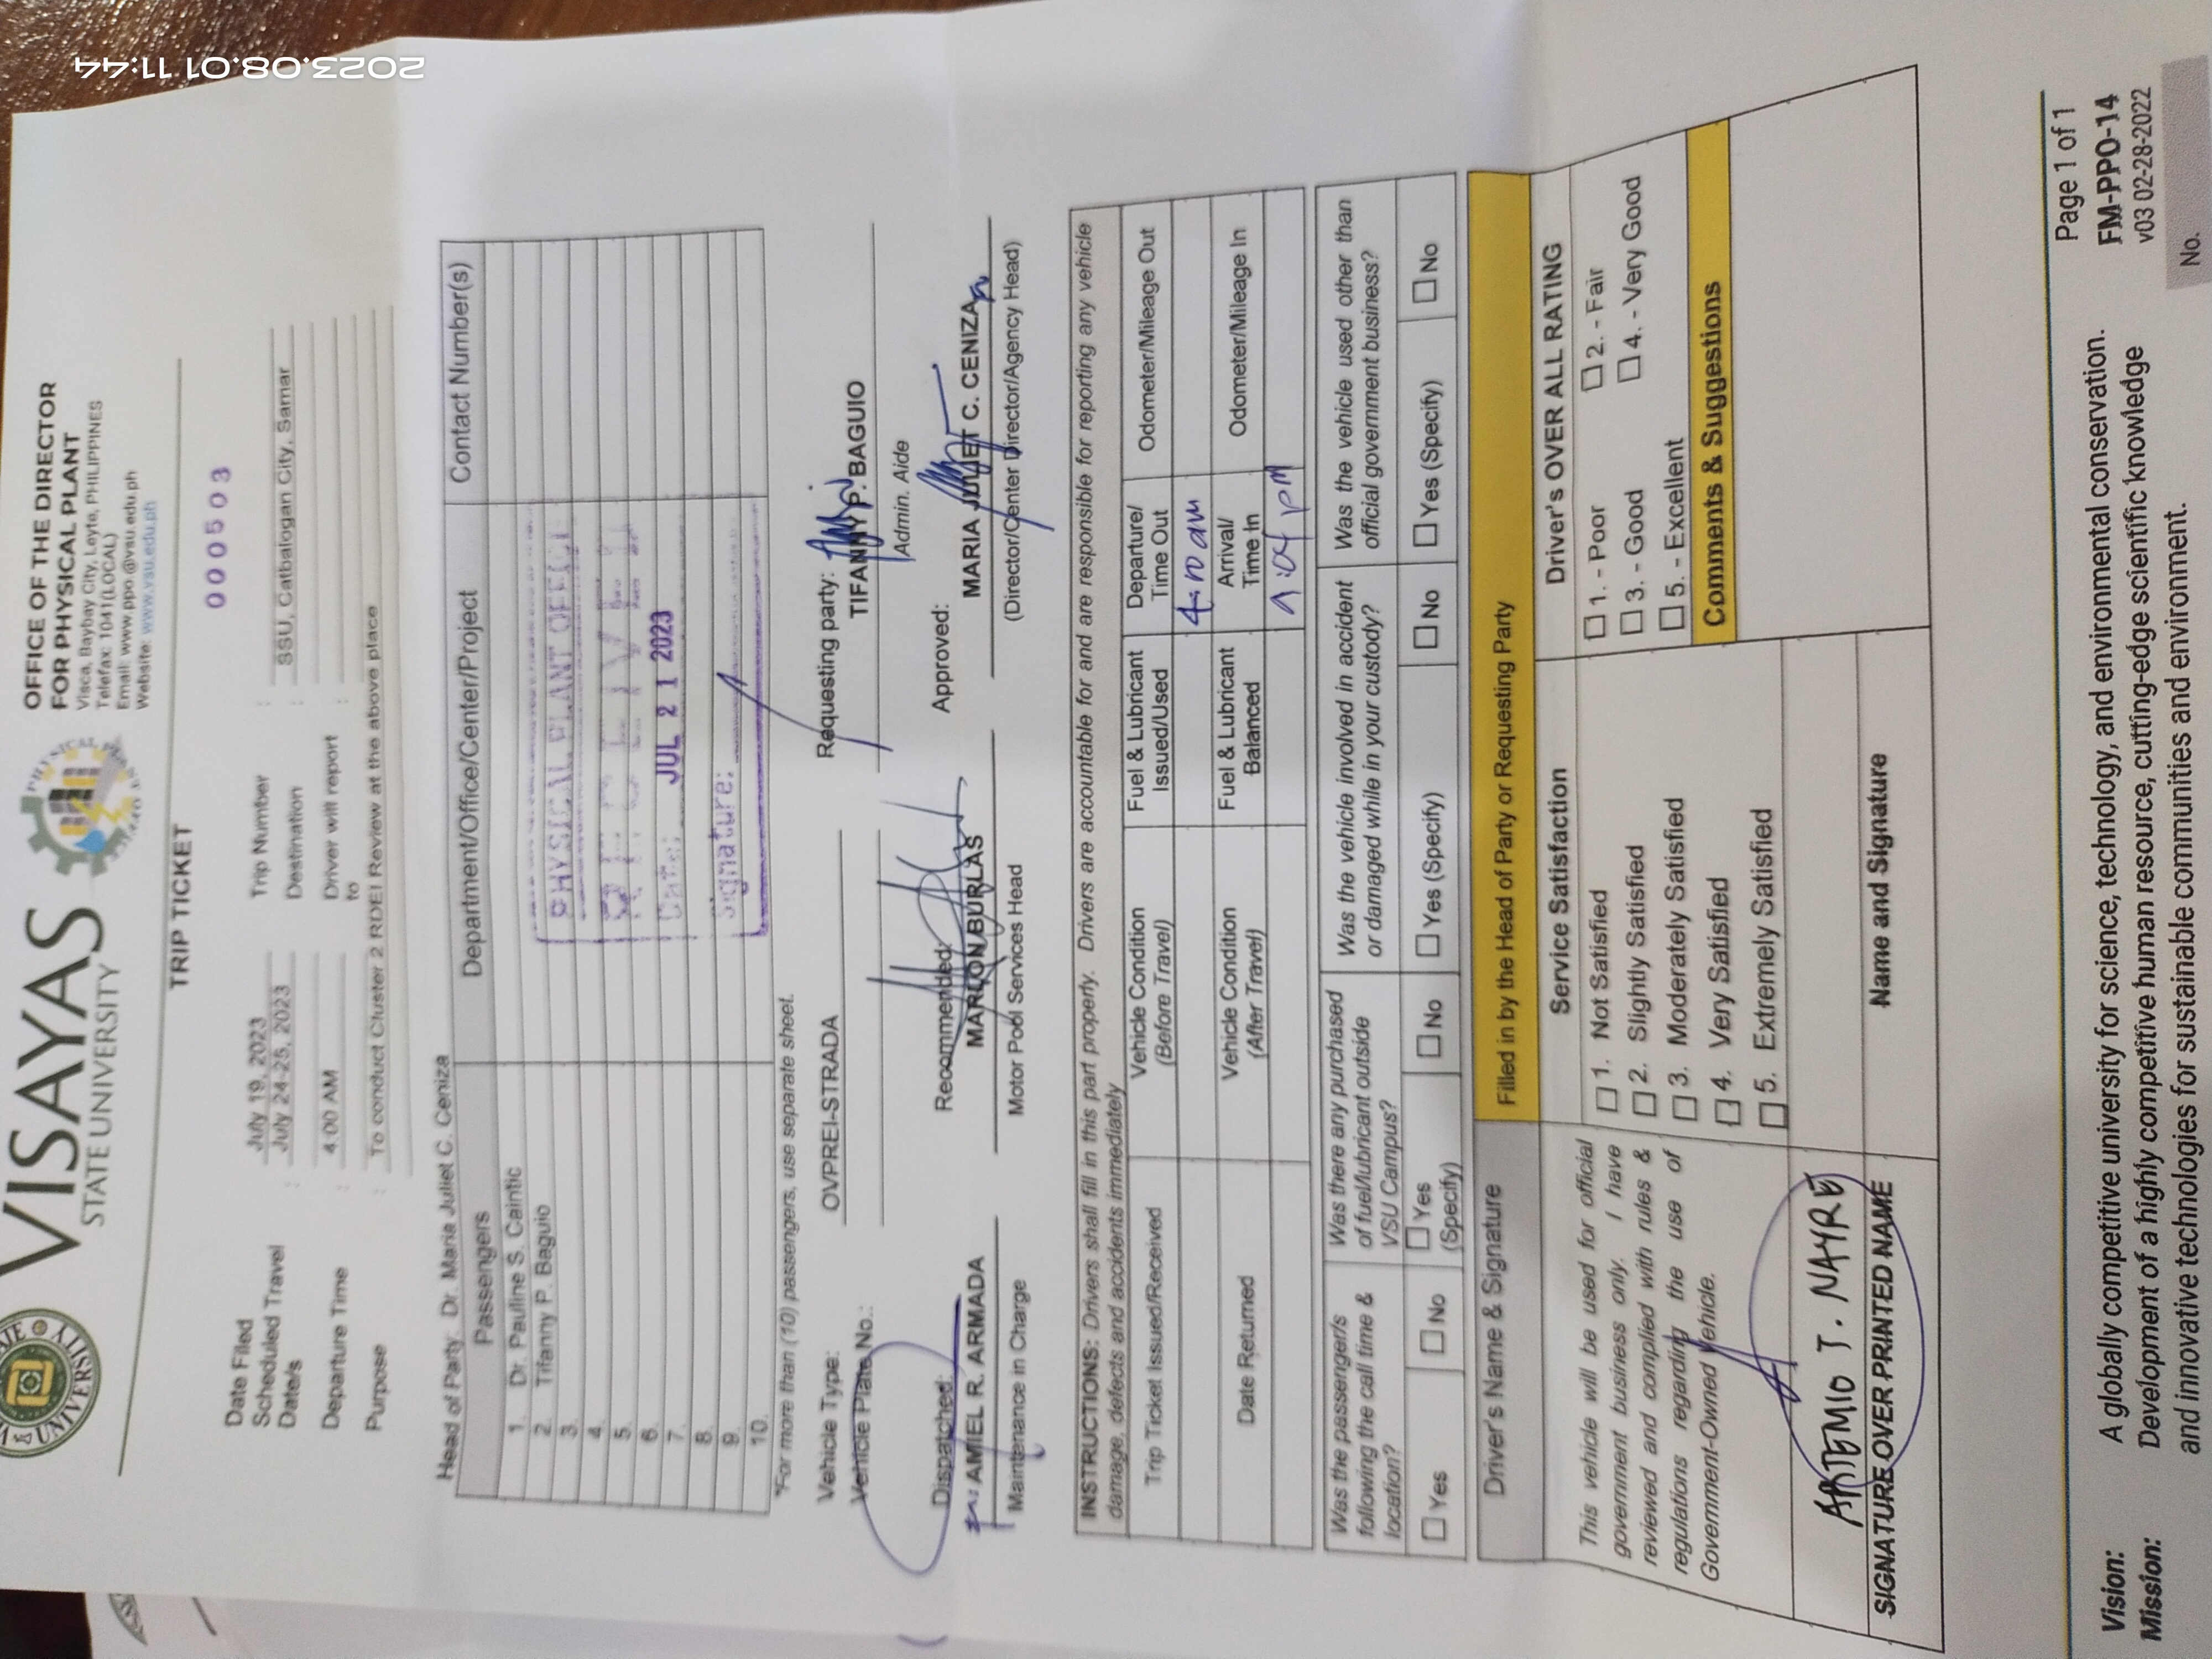 2023.08.01 11:44
VISAYAS
STATE UNIVERSITY
OFFICE OF THE DIRECTOR
FOR PHYSICAL PLANT
Visca, Baybay City, Leyte, PHILIPPINES
Telefax: 1041(LOCAL)
Email: www.ppo@vsu.edu.ph
Website: www.vsu.edu.ph
TRIP TICKET
000503
Date Filed : July 19, 2023 Trip Number :
Scheduled Travel Date/s : July 24-25, 2023 Destination : SSU, Catbalogan City, Samar
Departure Time : 4:00 AM Driver will report to :
Purpose : To conduct Cluster 2 RDEI Review at the above place
Head of Party: Dr. Maria Juliet C. Ceniza
Passengers Department/Office/Center/Project Contact Number(s)
1. Dr. Pauline S. Caintic
2. Tifanny P. Baguio
3.
4.
5.
6.
7.
8.
9.
10.
PHYSICAL PLANT OFFICE
RECEIVED
Date: JUL 21 2023
Signature:
*For more than (10) passengers, use separate sheet.
Vehicle Type: OVPREI-STRADA Requesting party:
Vehicle Plate No.: TIFANNY P. BAGUIO
Admin. Aide
Dispatched: Recommended: Approved:
AMIEL R. ARMADA MARLON BURLAS MARIA JULIET C. CENIZA
Maintenance in Charge Motor Pool Services Head (Director/Center Director/Agency Head)
INSTRUCTIONS: Drivers shall fill in this part properly. Drivers are accountable for and are responsible for reporting any vehicle
damage, defects and accidents immediately
Trip Ticket Issued/Received Vehicle Condition (Before Travel) Fuel & Lubricant Issued/Used Departure/ Time Out Odometer/Mileage Out
Date Returned Vehicle Condition (After Travel) Fuel & Lubricant Balanced Arrival/ Time In Odometer/Mileage In
Was the passenger/s following the call time & location? Was there any purchased of fuel/lubricant outside VSU Campus? Was the vehicle involved in accident or damaged while in your custody? Was the vehicle used other than official government business?
Yes No Yes (Specify) No Yes (Specify) No Yes (Specify) No
Driver's Name & Signature Filled in by the Head of Party or Requesting Party
This vehicle will be used for official
government business only. I have
reviewed and complied with rules &
regulations regarding the use of
Government-Owned Vehicle.
ARTEMIO T. NAYRE
SIGNATURE OVER PRINTED NAME
Service Satisfaction
1. Not Satisfied
2. Slightly Satisfied
3. Moderately Satisfied
4. Very Satisfied
5. Extremely Satisfied
Name and Signature
Driver's OVER ALL RATING
1. - Poor 2. - Fair
3. - Good 4. - Very Good
5. - Excellent
Comments & Suggestions
Vision: A globally competitive university for science, technology, and environmental conservation.
Mission: Development of a highly competitive human resource, cutting-edge scientific knowledge
and innovative technologies for sustainable communities and environment.
Page 1 of 1
FM-PPO-14
v03 02-28-2022
No.